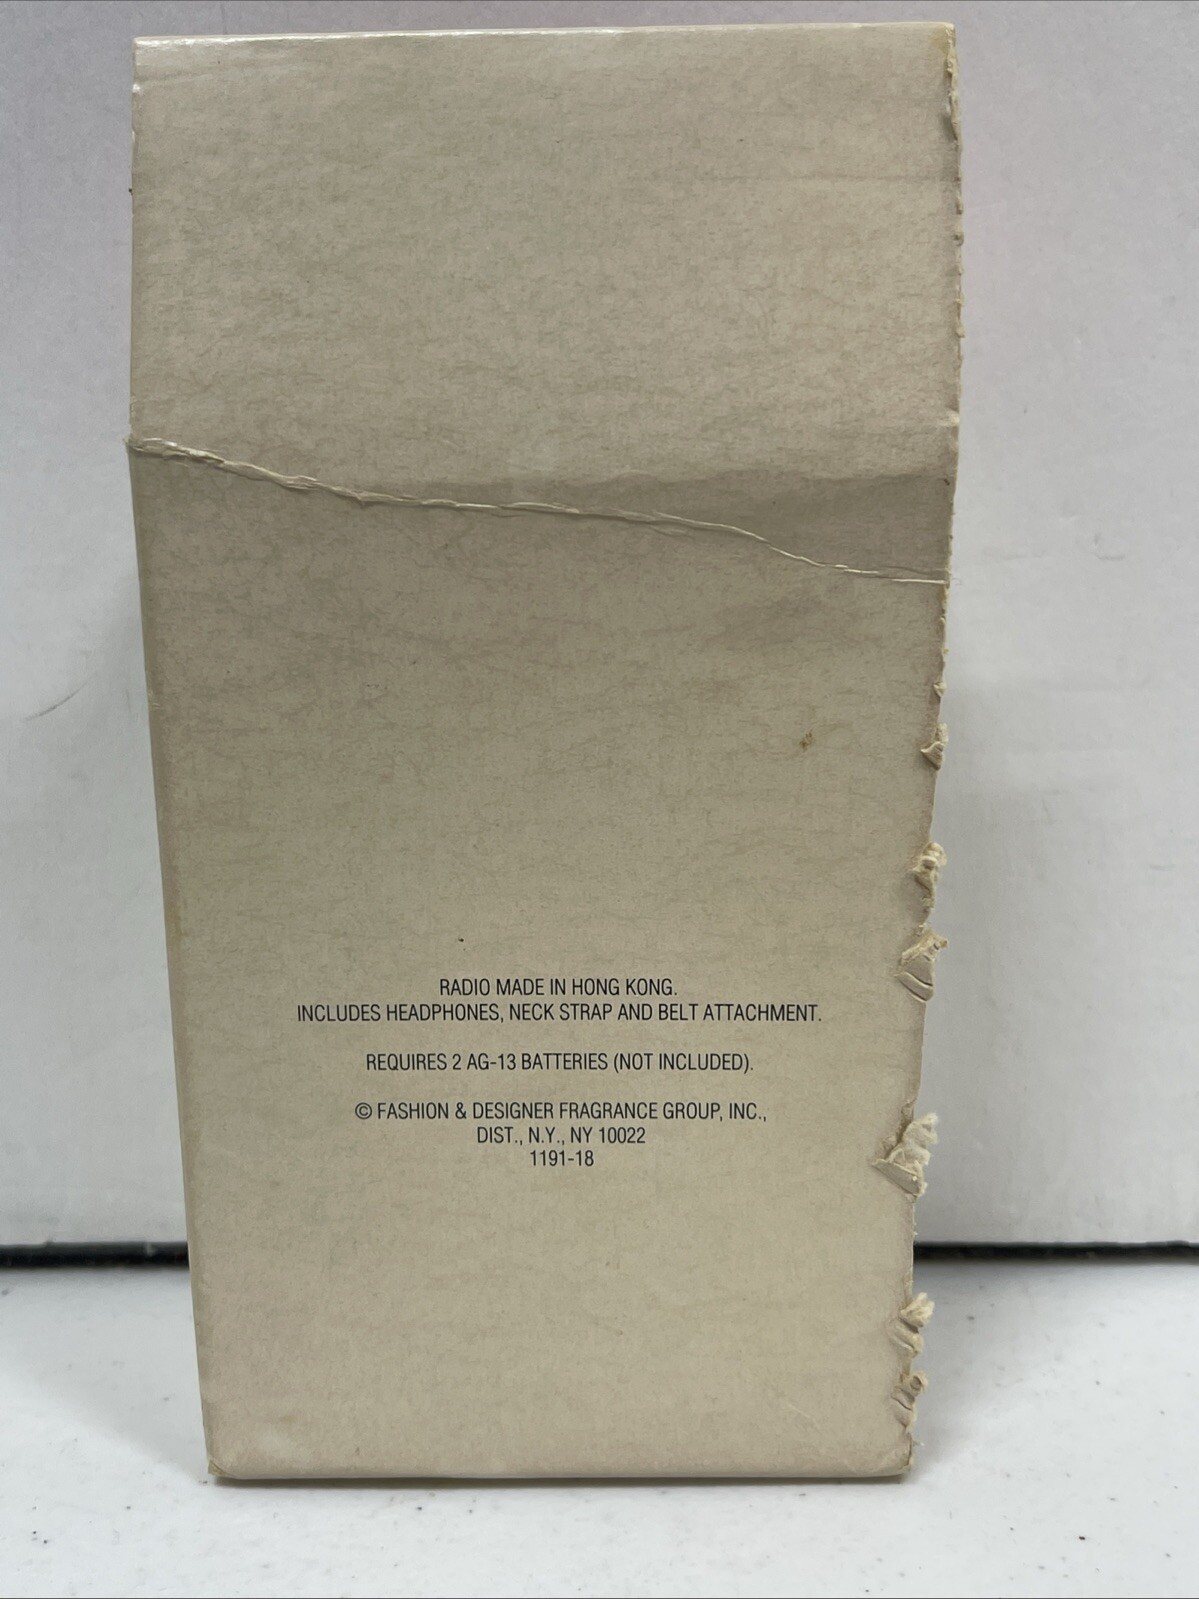 RADIO MADE IN HONG KONG.
INCLUDES HEADPHONES, NECK STRAP AND BELT ATTACHMENT.
REQUIRES 2 AG-13 BATTERIES (NOT INCLUDED).
© FASHION & DESIGNER FRAGRANCE GROUP, INC.,
DIST., N.Y., NY 10022
1191-18